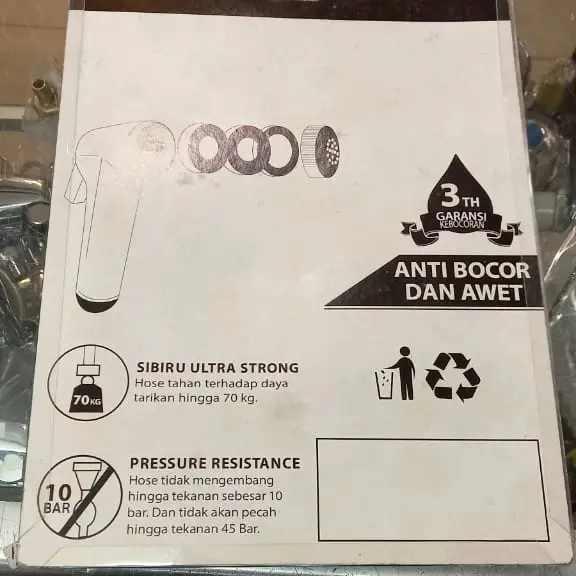 3 TH
GARANSI
KEBOCORAN
ANTI BOCOR
DAN AWET
70KG
SIBIRU ULTRA STRONG
Hose tahan terhadap daya
tarikan hingga 70 kg.
10
BAR
PRESSURE RESISTANCE
Hose tidak mengembang
hingga tekanan sebesar 10
bar. Dan tidak akan pecah
hingga tekanan 45 Bar.